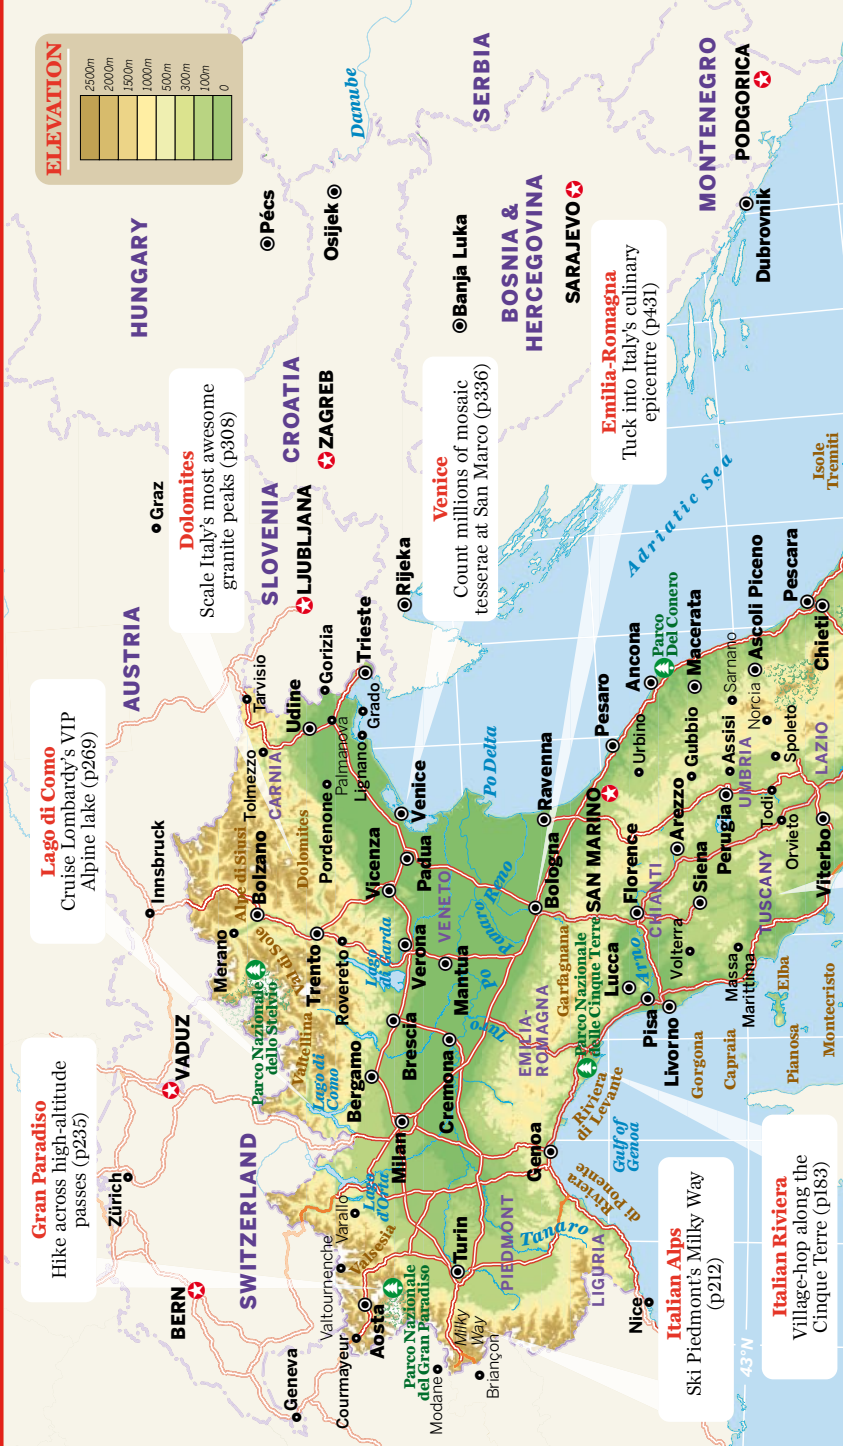 ELEVATION
2500m
2000m
1500m
1000m
500m
300m
100m
0
Gran Paradiso
Hike across high-altitude
passes (p235)
Lago di Como
Cruise Lombardy's VIP
Alpine lake (p269)
Dolomites
Scale Italy's most awesome
granite peaks (p308)
Venice
Count millions of mosaic
tesserae at San Marco (p336)
Emilia-Romagna
Tuck into Italy's culinary
epicentre (p431)
Italian Alps
Ski Piedmont's Milky Way
(p212)
Italian Riviera
Village-hop along the
Cinque Terre (p183)
HUNGARY
AUSTRIA
SWITZERLAND
SLOVENIA
CROATIA
SERBIA
BOSNIA &
HERCEGOVINA
MONTENEGRO
Danube
Pécs
Osijek
Banja Luka
SARAJEVO
PODGORICA
Dubrovnik
Graz
ZAGREB
LJUBLJANA
Rijeka
Innsbruck
VADUZ
Zürich
BERN
Geneva
Tarvisio
Tolmezzo
CARNIA
Udine
Gorizia
Trieste
Palmanova
Grado
Lignano
Pordenone
Alpe di Siusi
Bolzano
Dolomites
Merano
Val di Sole
Parco Nazionale
dello Stelvio
Trento
Rovereto
Valtellina
Lago di
Como
Lago
di Garda
Vicenza
Venice
Padua
VENETO
Verona
Mantua
Brescia
Bergamo
Cremona
Milan
Varallo
Lago
d'Orta
Valsesia
Valtournenche
Courmayeur
Aosta
Parco Nazionale
del Gran Paradiso
Modane
Milky
Way
Briançon
Turin
PIEDMONT
Tanaro
LIGURIA
Nice
Genoa
Riviera
di Ponente
Riviera
di Levante
Gulf of
Genoa
Parco Nazionale
delle Cinque Terre
EMILIA-
ROMAGNA
Taro
Po
Panaro
Reno
Po Delta
Ravenna
Bologna
Garfagnana
SAN MARINO
Pesaro
Urbino
Ancona
Parco
Del Conero
Macerata
Adriatic Sea
Isole
Tremiti
Florence
CHIANTI
Arno
Lucca
Pisa
Livorno
Volterra
Siena
Arezzo
Gubbio
Perugia
Assisi
UMBRIA
Sarnano
Norcia
Ascoli Piceno
Spoleto
Todi
Orvieto
TUSCANY
Massa
Marittima
Gorgona
Capraia
Pianosa
Elba
Montecristo
Viterbo
LAZIO
Pescara
Chieti
43°N